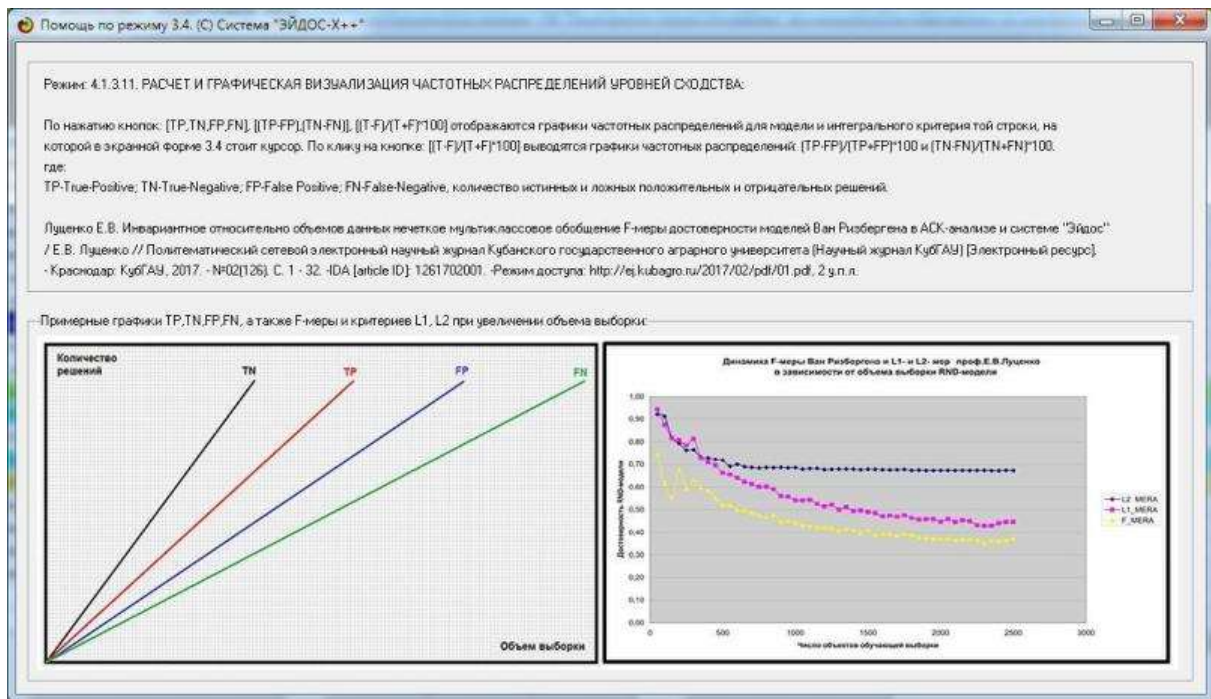 Помощь по режиму 3.4. (С) Система "ЭЙДОС-Х++"
Режим: 4.1.3.11. РАСЧЕТ И ГРАФИЧЕСКАЯ ВИЗУАЛИЗАЦИЯ ЧАСТОТНЫХ РАСПРЕДЕЛЕНИЙ УРОВНЕЙ СХОДСТВА:
По нажатию кнопок: [TP,TN,FP,FN], [(TP-FP),(TN-FN)], [(T-F)/(T+F)*100] отображаются графики частотных распределений для модели и интегрального критерия той строки, на
которой в экранной форме 3.4 стоит курсор. По клику на кнопке: [(T-F)/(T+F)*100] выводятся графики частотных распределений: (TP-FP)/(TP+FP)*100 и (TN-FN)/(TN+FN)*100.
где:
TP-True-Positive; TN-True-Negative; FP-False Positive; FN-False-Negative, количество истинных и ложных положительных и отрицательных решений.
Луценко Е.В. Инвариантное относительно объемов данных нечеткое мультиклассовое обобщение F-меры достоверности моделей Ван Ризбергена в АСК-анализе и системе "Эйдос"
/ Е.В. Луценко // Политематический сетевой электронный научный журнал Кубанского государственного аграрного университета (Научный журнал КубГАУ) [Электронный ресурс].
- Краснодар: КубГАУ, 2017. - №02(126). С. 1 - 32. -IDA [article ID]: 1261702001. -Режим доступа: http://ej.kubagro.ru/2017/02/pdf/01.pdf, 2 у.п.л.
Примерные графики TP,TN,FP,FN, а также F-меры и критериев L1, L2 при увеличении объема выборки:
Количество
решений
TN
TP
FP
FN
Объем выборки
Динамика F-меры Ван Ризбергена и L1- и L2- мер проф.Е.В.Луценко
в зависимости от объема выборки RND-модели
Достоверность RND-модели
1,00
0,90
0,80
0,70
0,60
0,50
0,40
0,30
0,20
0,10
0,00
0
500
1000
1500
2000
2500
3000
Число объектов обучающей выборки
L2_MERA
L1_MERA
F_MERA